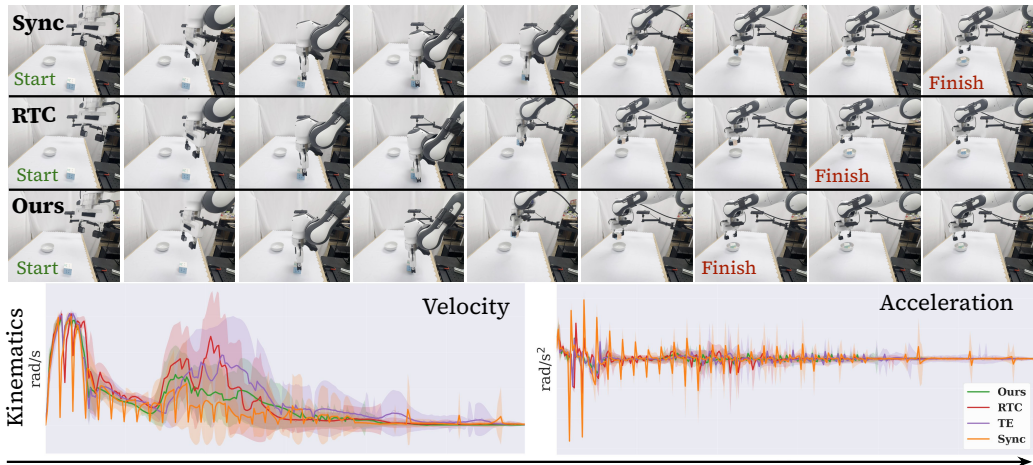 Sync
Start
Finish
RTC
Start
Finish
Ours
Start
Finish
Kinematics
rad/s
Velocity
rad/s²
Acceleration
Ours
RTC
TE
Sync